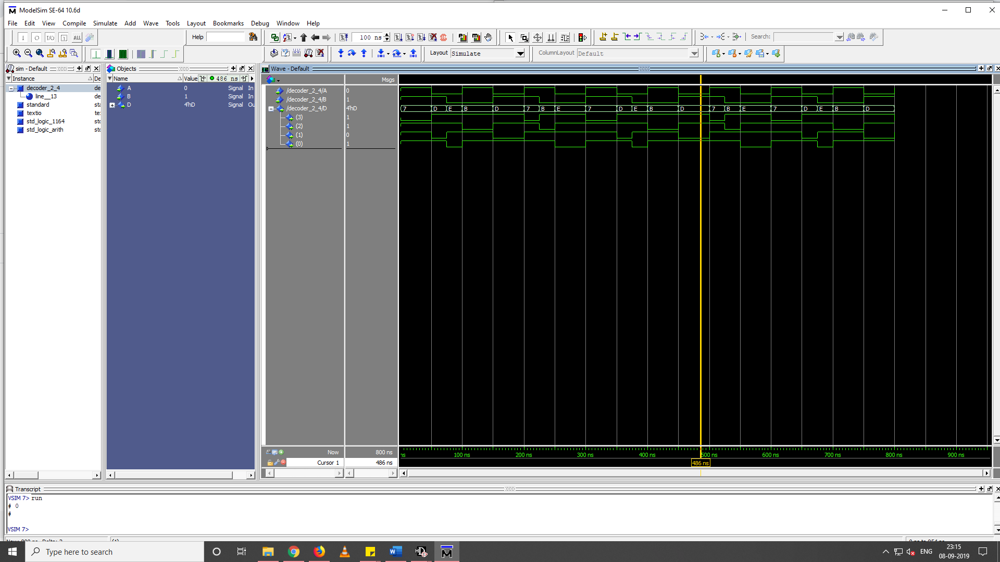 ModelSim SE-64 10.6d
File Edit View Compile Simulate Add Wave Tools Layout Bookmarks Debug Window Help
Help
100 ns
Search:
Layout Simulate
ColumnLayout Default
sim - Default
Instance De
decoder_2_4 de
line__13 de
standard sta
textio tex
std_logic_1164 std
std_logic_arith std
Objects
Name Value 486 ns
A 0 Signal In
B 1 Signal In
D 4'hD Signal Ou
Wave - Default
Msgs
/decoder_2_4/A 0
/decoder_2_4/B 1
/decoder_2_4/D 4'hD 7 D E B D 7 B E 7 D E B D 7 B E 7 D E B D
(3) 1
(2) 1
(1) 0
(0) 1
Now 800 ns
ns 100 ns 200 ns 300 ns 400 ns 500 ns 600 ns 700 ns 800 ns 900 ns
Cursor 1 486 ns
486 ns
Transcript
VSIM 7> run
# 0
#
VSIM 7>
Type here to search
ENG
23:15
08-09-2019